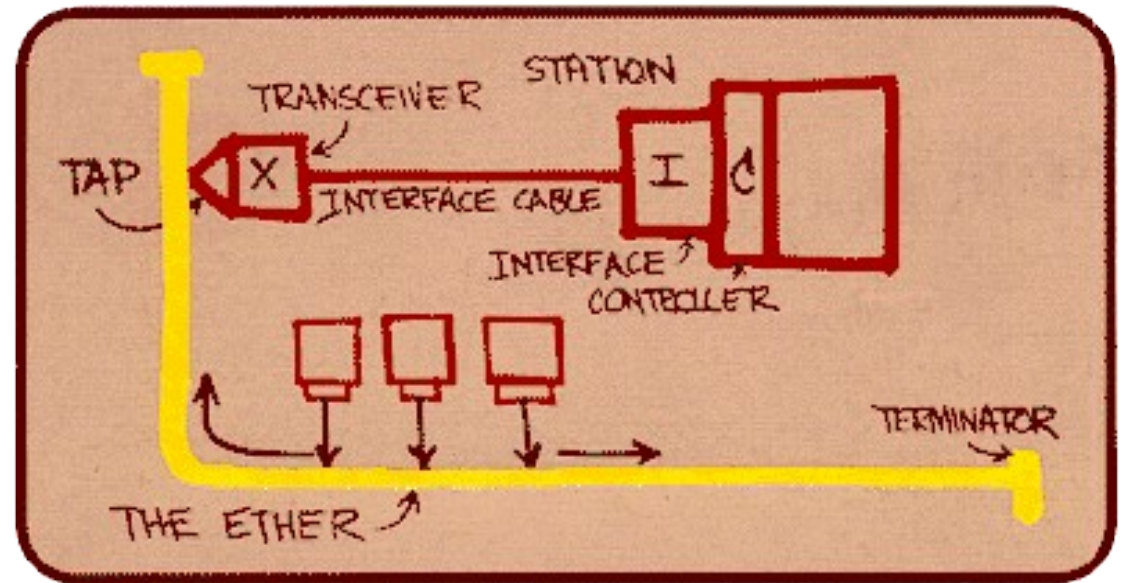 STATION
TRANSCEIVER
TAP
X
I
C
INTERFACE CABLE
INTERFACE
CONTROLLER
TERMINATOR
THE ETHER